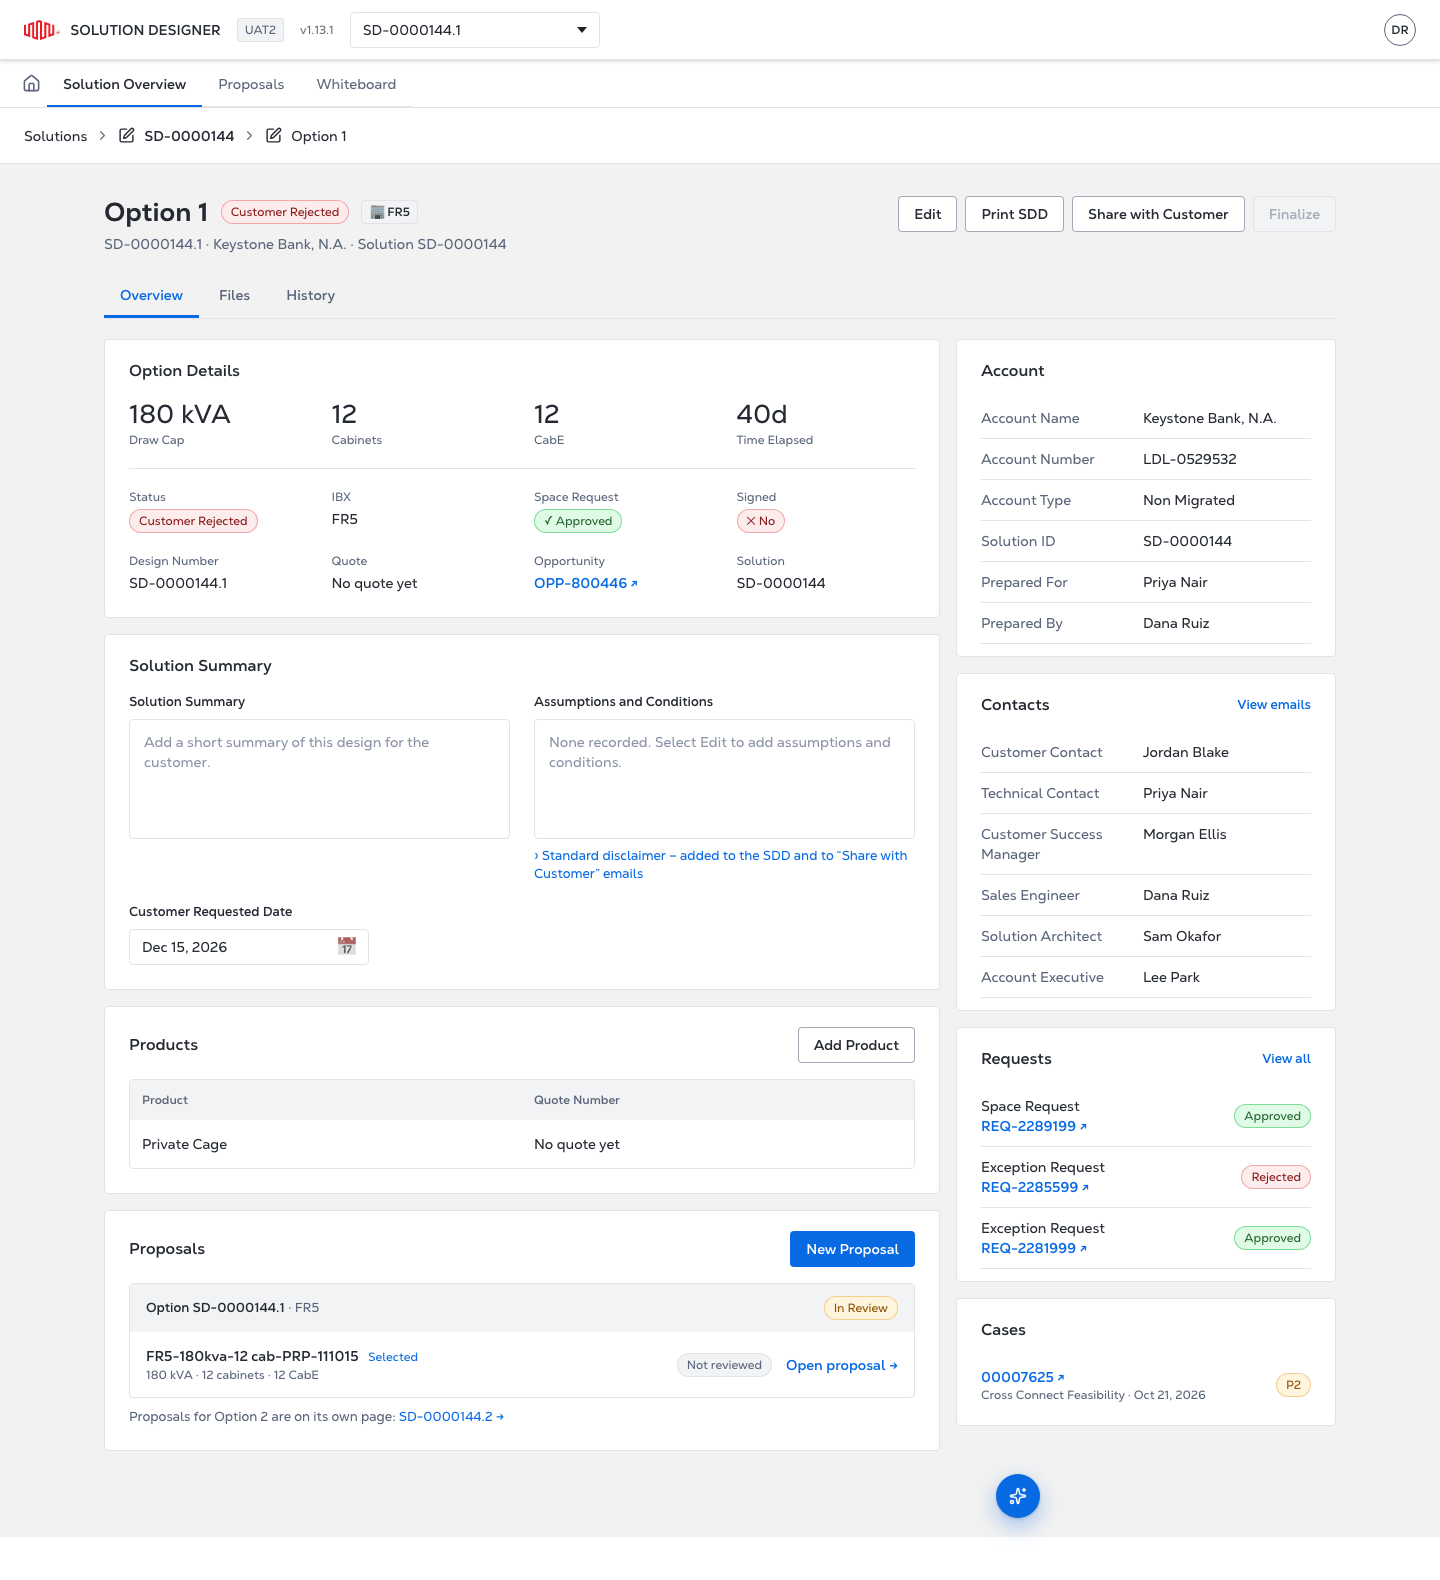 SOLUTION DESIGNER
UAT2
v1.13.1
SD-0000144.1
DR
Solution Overview
Proposals
Whiteboard
Solutions
SD-0000144
Option 1
Option 1
Customer Rejected
FR5
Edit
Print SDD
Share with Customer
Finalize
SD-0000144.1 · Keystone Bank, N.A. · Solution SD-0000144
Overview
Files
History
Option Details
180 kVA
Draw Cap
12
Cabinets
12
CabE
40d
Time Elapsed
Status
Customer Rejected
IBX
FR5
Space Request
✓ Approved
Signed
✕ No
Design Number
SD-0000144.1
Quote
No quote yet
Opportunity
OPP-800446 ↗
Solution
SD-0000144
Solution Summary
Solution Summary
Add a short summary of this design for the
customer.
Assumptions and Conditions
None recorded. Select Edit to add assumptions and
conditions.
› Standard disclaimer – added to the SDD and to “Share with
Customer” emails
Customer Requested Date
Dec 15, 2026
17
Products
Add Product
Product
Quote Number
Private Cage
No quote yet
Proposals
New Proposal
Option SD-0000144.1 · FR5
In Review
FR5-180kva-12 cab-PRP-111015
Selected
180 kVA · 12 cabinets · 12 CabE
Not reviewed
Open proposal →
Proposals for Option 2 are on its own page: SD-0000144.2 →
Account
Account Name
Keystone Bank, N.A.
Account Number
LDL-0529532
Account Type
Non Migrated
Solution ID
SD-0000144
Prepared For
Priya Nair
Prepared By
Dana Ruiz
Contacts
View emails
Customer Contact
Jordan Blake
Technical Contact
Priya Nair
Customer Success
Manager
Morgan Ellis
Sales Engineer
Dana Ruiz
Solution Architect
Sam Okafor
Account Executive
Lee Park
Requests
View all
Space Request
REQ-2289199 ↗
Approved
Exception Request
REQ-2285599 ↗
Rejected
Exception Request
REQ-2281999 ↗
Approved
Cases
00007625 ↗
Cross Connect Feasibility · Oct 21, 2026
P2